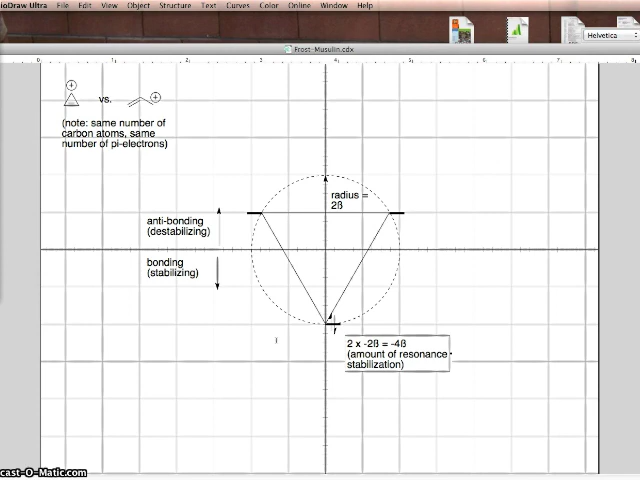 ioDraw Ultra File Edit View Object Structure Text Curves Color Online Window Help
Helvetica
Frost-Musulin.cdx
vs.
(note: same number of
carbon atoms, same
number of pi-electrons)
radius =
2ß
anti-bonding
(destabilizing)
bonding
(stabilizing)
2 x -2ß = -4ß
(amount of resonance
stabilization)
cast-O-Matic.com